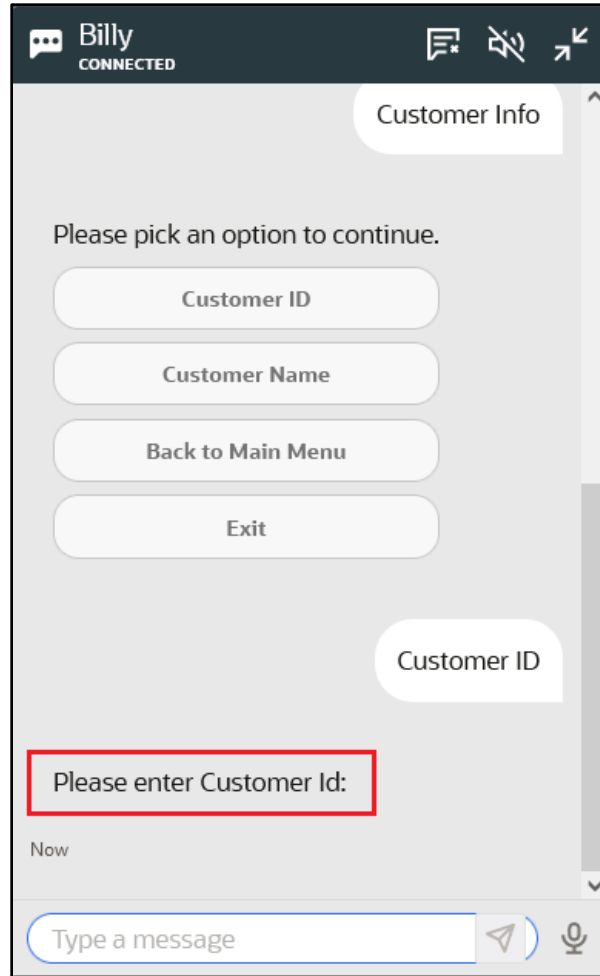 Billy
CONNECTED
Customer Info
Please pick an option to continue.
Customer ID
Customer Name
Back to Main Menu
Exit
Customer ID
Please enter Customer Id:
Now
Type a message